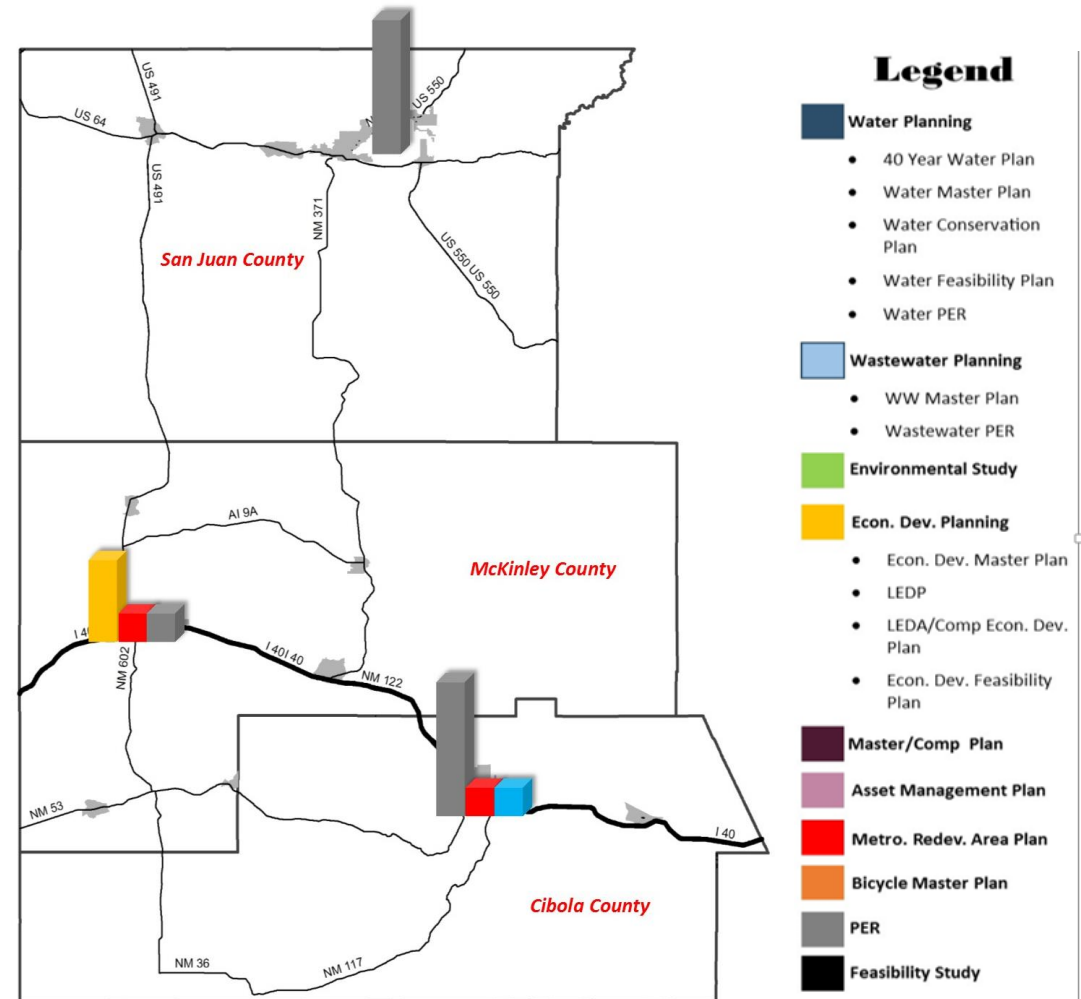 Legend
US 491
US 550
N
US 64
US 491
NM 371
US 550 US 550
San Juan County
AI 9A
McKinley County
I 40
NM 602
I 40I 40
NM 122
NM 53
I 40
Cibola County
NM 36
NM 117
Water Planning
• 40 Year Water Plan
• Water Master Plan
• Water Conservation
Plan
• Water Feasibility Plan
• Water PER
Wastewater Planning
• WW Master Plan
• Wastewater PER
Environmental Study
Econ. Dev. Planning
• Econ. Dev. Master Plan
• LEDP
• LEDA/Comp Econ. Dev.
Plan
• Econ. Dev. Feasibility
Plan
Master/Comp Plan
Asset Management Plan
Metro. Redev. Area Plan
Bicycle Master Plan
PER
Feasibility Study